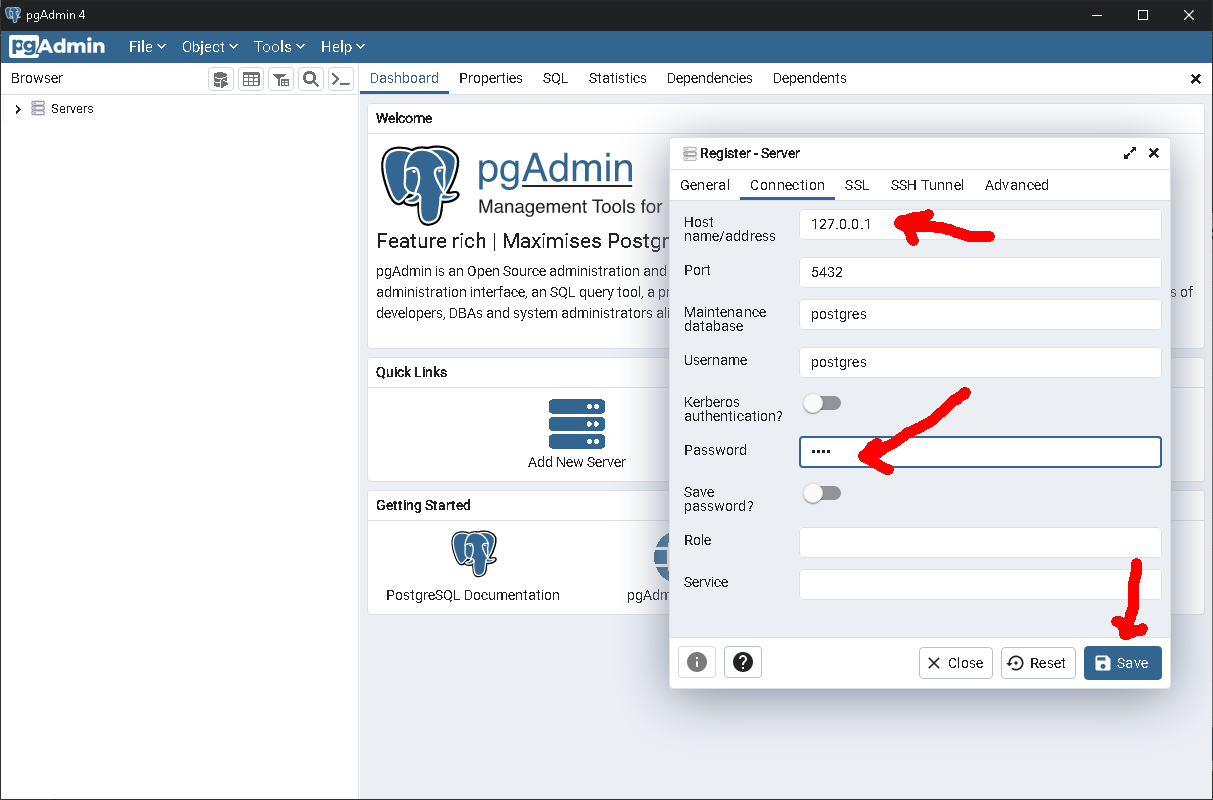 pgAdmin 4
pgAdmin File Object Tools Help
Browser
Dashboard Properties SQL Statistics Dependencies Dependents
Servers
Welcome
pgAdmin
Management Tools for
Feature rich | Maximises Postgr
pgAdmin is an Open Source administration and
administration interface, an SQL query tool, a pr
s of
developers, DBAs and system administrators ali
Quick Links
Add New Server
Getting Started
PostgreSQL Documentation
pgAdm
Register - Server
General Connection SSL SSH Tunnel Advanced
Host
name/address
127.0.0.1
Port
5432
Maintenance
database
postgres
Username
postgres
Kerberos
authentication?
Password
••••
Save
password?
Role
Service
Close Reset Save